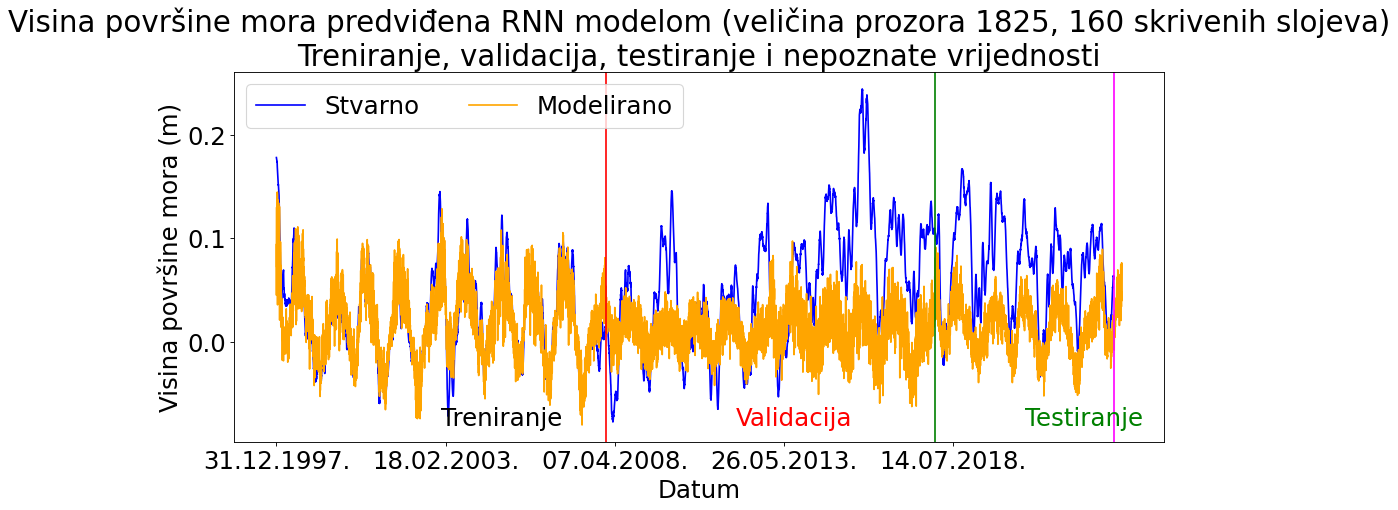 Visina površine mora predviđena RNN modelom (veličina prozora 1825, 160 skrivenih slojeva)
Treniranje, validacija, testiranje i nepoznate vrijednosti
Stvarno
Modelirano
Visina površine mora (m)
0.2
0.1
0.0
Treniranje
Validacija
Testiranje
31.12.1997.
18.02.2003.
07.04.2008.
26.05.2013.
14.07.2018.
Datum